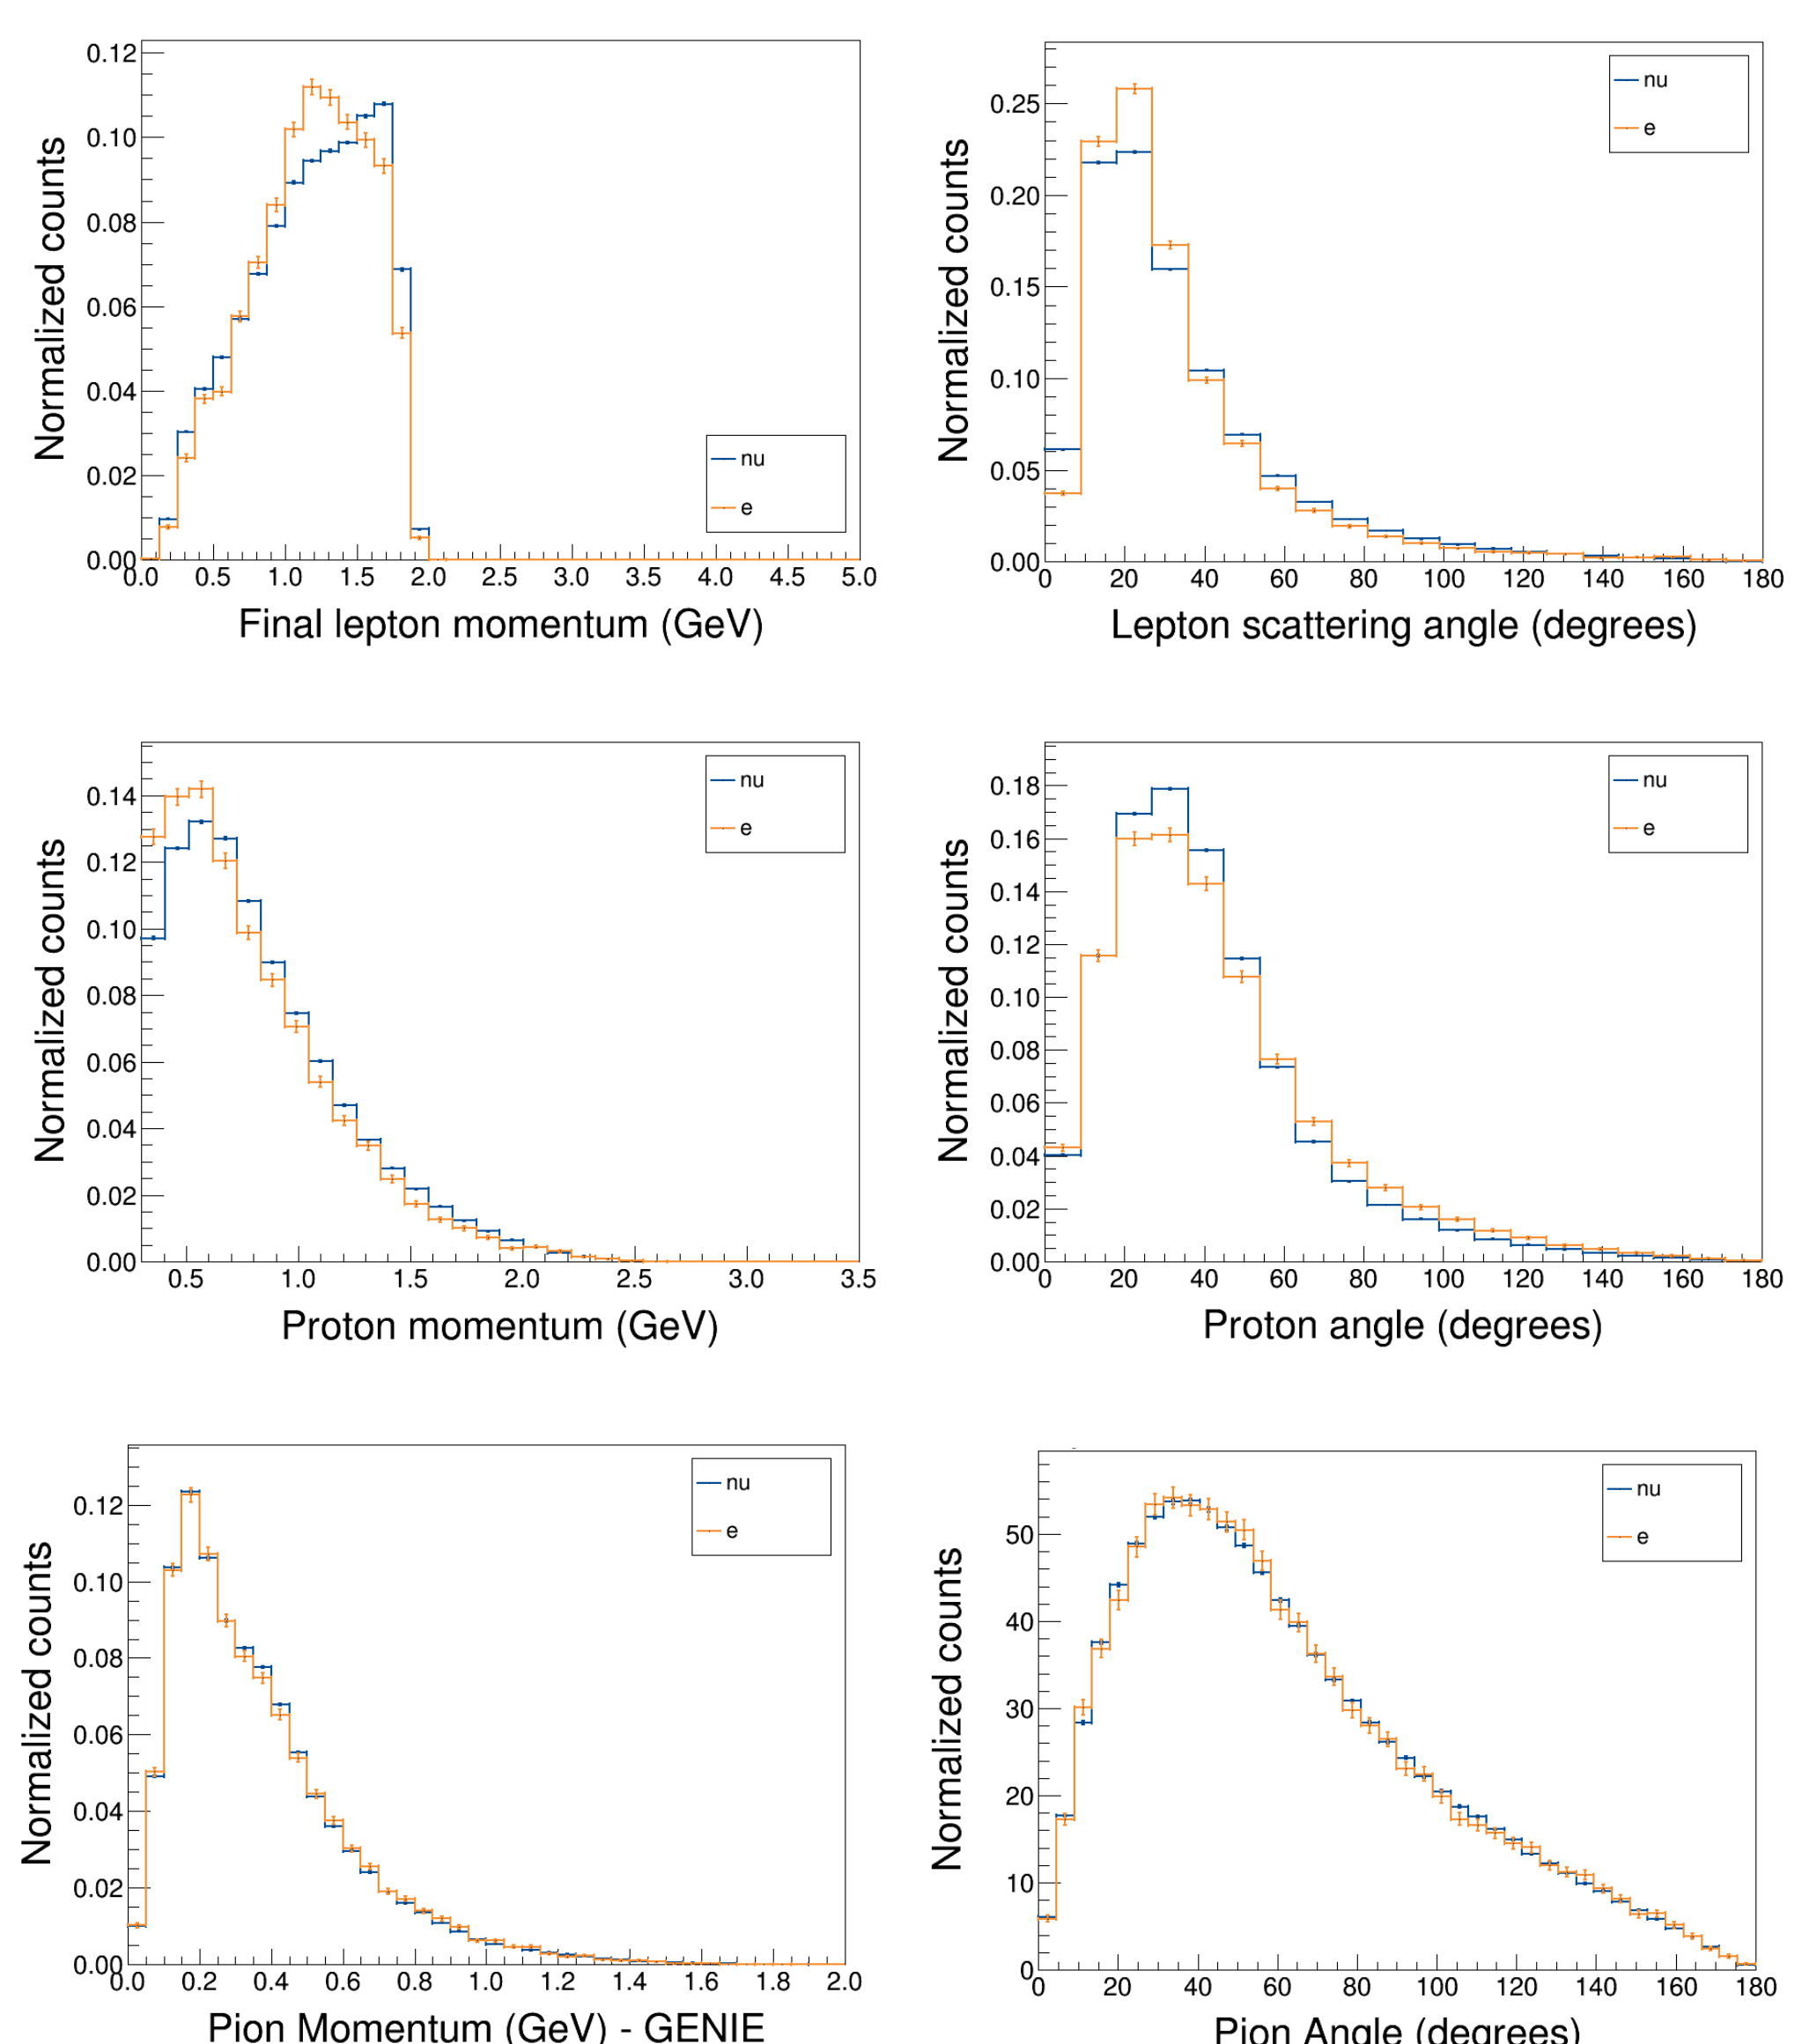 Normalized counts
0.12
0.10
0.08
0.06
0.04
0.02
0.00
nu
e
0.0 0.5 1.0 1.5 2.0 2.5 3.0 3.5 4.0 4.5 5.0
Final lepton momentum (GeV)
Normalized counts
0.25
0.20
0.15
0.10
0.05
0.00
nu
e
0 20 40 60 80 100 120 140 160 180
Lepton scattering angle (degrees)
Normalized counts
0.14
0.12
0.10
0.08
0.06
0.04
0.02
0.00
nu
e
0.5 1.0 1.5 2.0 2.5 3.0 3.5
Proton momentum (GeV)
Normalized counts
0.18
0.16
0.14
0.12
0.10
0.08
0.06
0.04
0.02
0.00
nu
e
0 20 40 60 80 100 120 140 160 180
Proton angle (degrees)
Normalized counts
0.12
0.10
0.08
0.06
0.04
0.02
0.00
nu
e
0.0 0.2 0.4 0.6 0.8 1.0 1.2 1.4 1.6 1.8 2.0
Pion Momentum (GeV) - GENIE
Normalized counts
50
40
30
20
10
0
nu
e
0 20 40 60 80 100 120 140 160 180
Pion Angle (degrees)